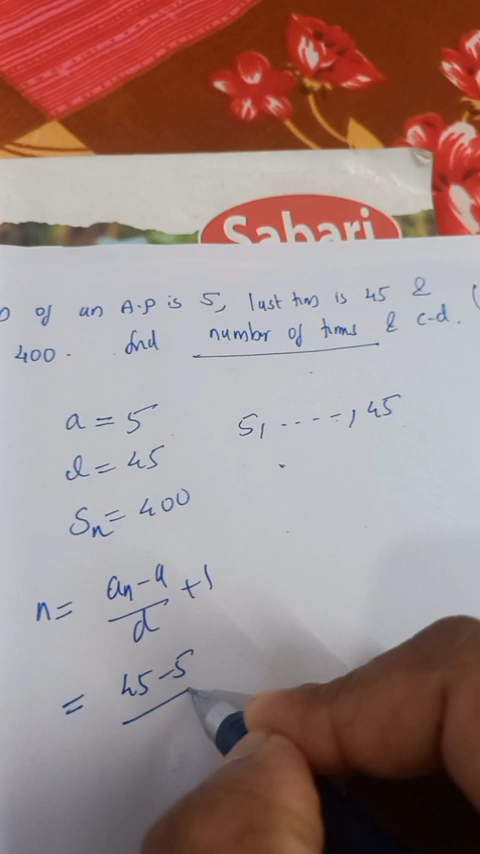 Sabari
of an A.P is 5, last tm is 45 &
400. find number of tms & c-d. (
a = 5
5, ----, 45
l = 45
Sn = 400
n = an-a/d + 1
= 45-5